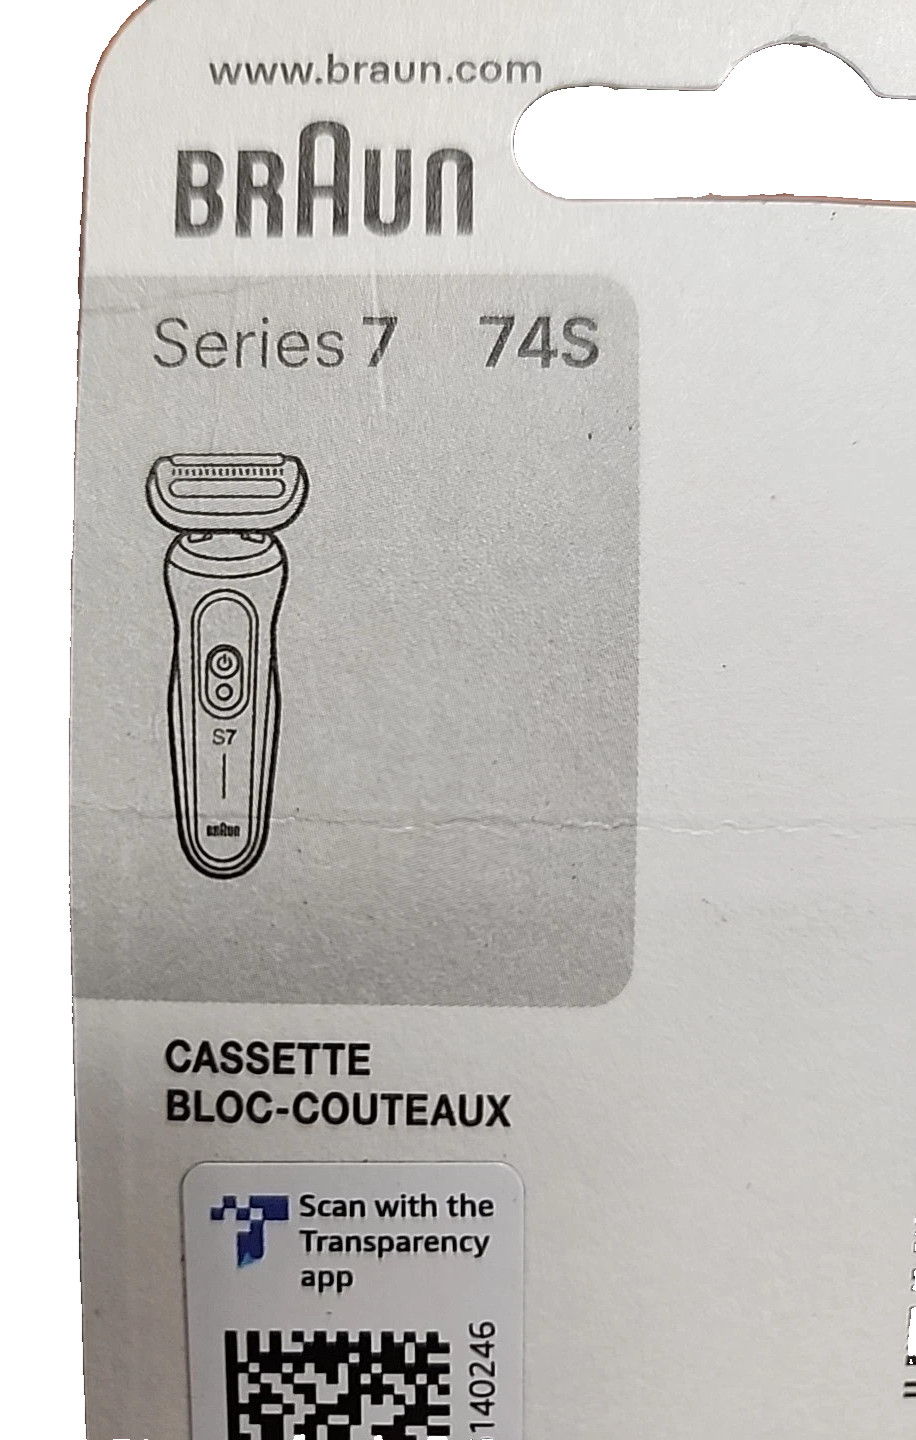 www.braun.com
BRAUN
Series 7 74S
S7
BRAUN
CASSETTE
BLOC-COUTEAUX
Scan with the
Transparency
app
140246